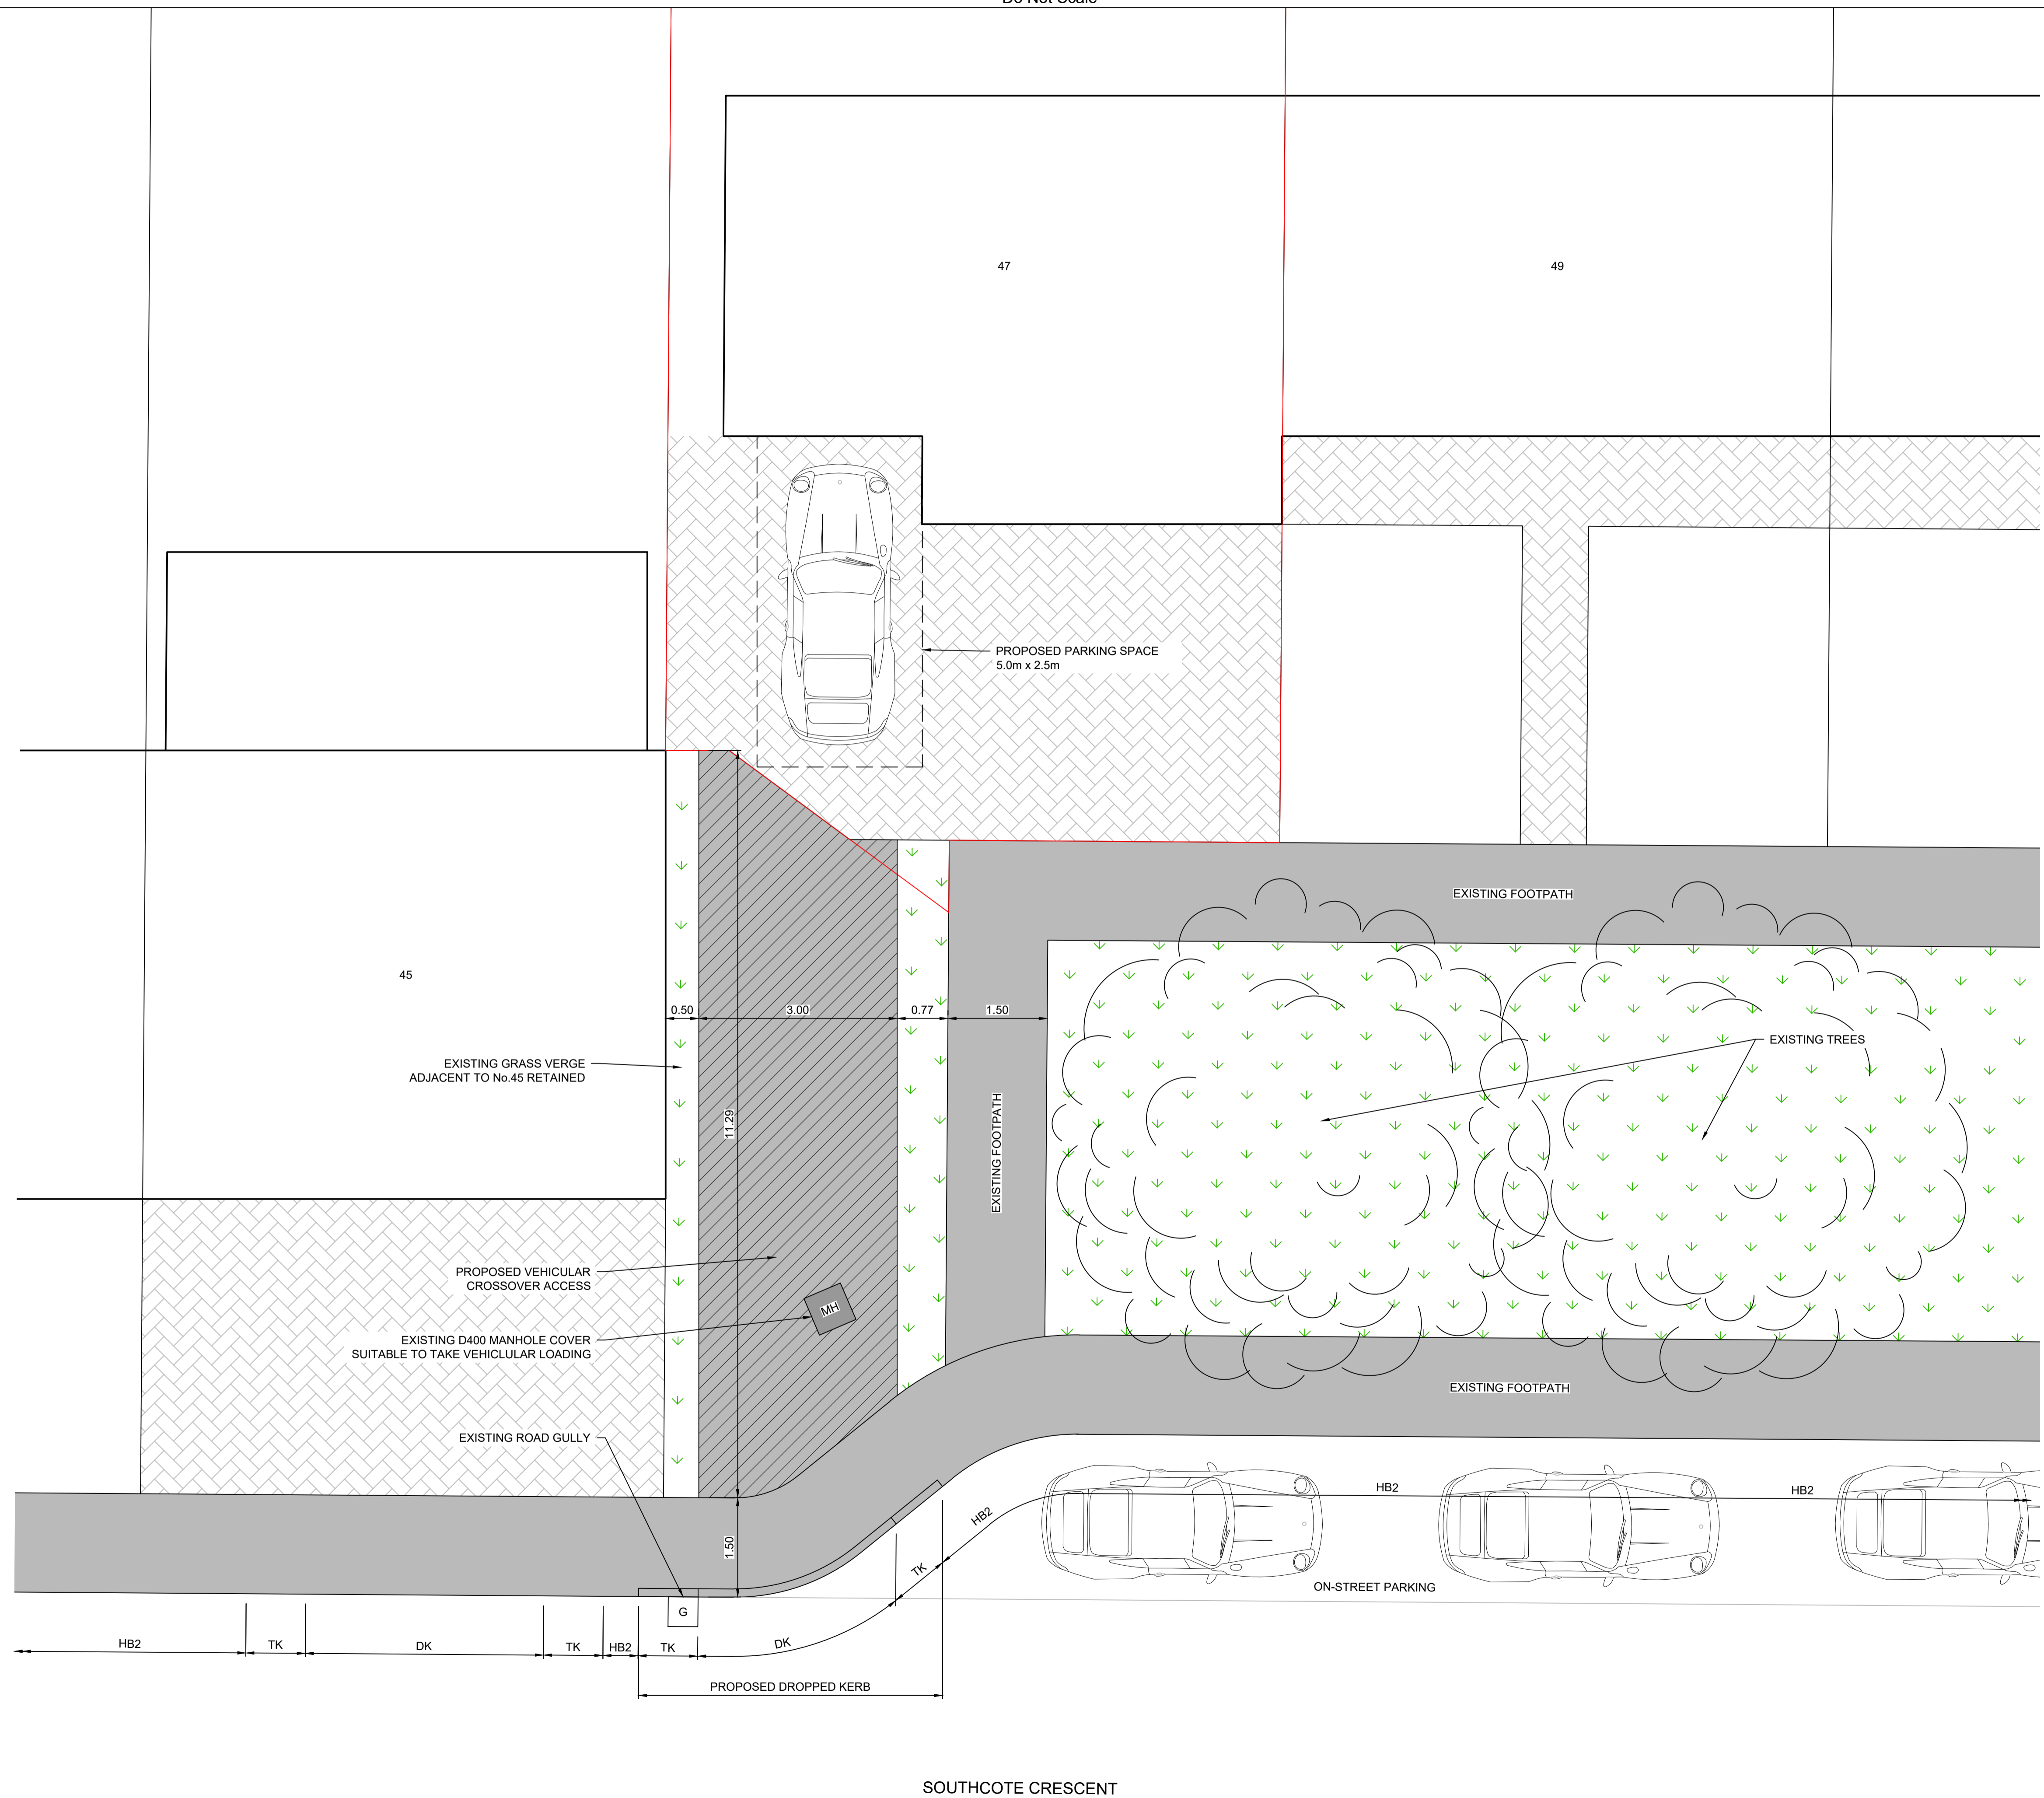 Do Not Scale
47
49
PROPOSED PARKING SPACE
5.0m x 2.5m
EXISTING FOOTPATH
45
0.50
3.00
0.77
1.50
EXISTING TREES
EXISTING GRASS VERGE
ADJACENT TO No.45 RETAINED
11.29
EXISTING FOOTPATH
PROPOSED VEHICULAR
CROSSOVER ACCESS
MH
EXISTING D400 MANHOLE COVER
SUITABLE TO TAKE VEHICLULAR LOADING
EXISTING FOOTPATH
EXISTING ROAD GULLY
HB2
HB2
HB2
1.50
TK
ON-STREET PARKING
G
HB2
TK
DK
TK
HB2
TK
DK
PROPOSED DROPPED KERB
SOUTHCOTE CRESCENT